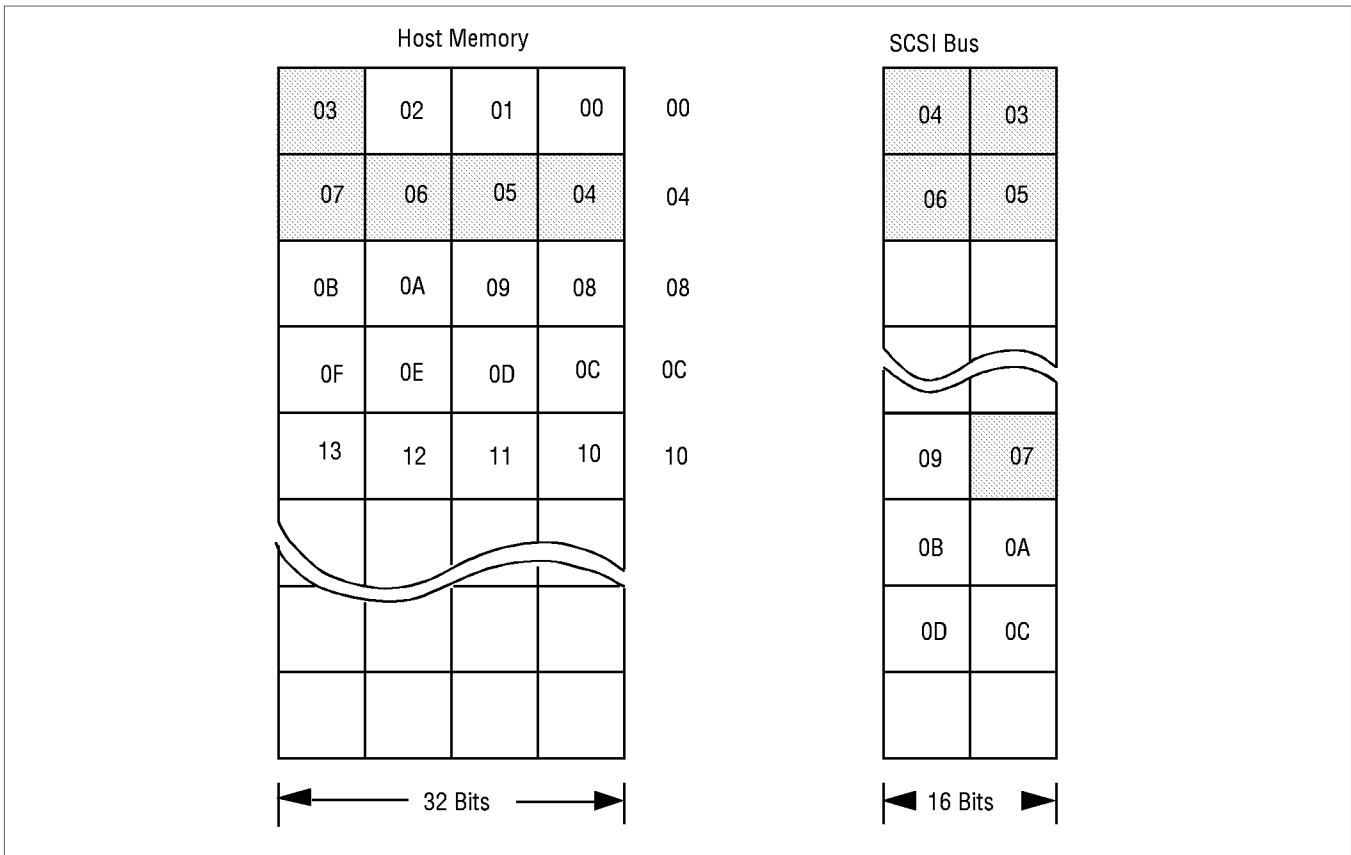 Host Memory
SCSI Bus
03 02 01 00 00
04 03
07 06 05 04 04
06 05
0B 0A 09 08 08
0F 0E 0D 0C 0C
13 12 11 10 10
09 07
0B 0A
0D 0C
32 Bits
16 Bits